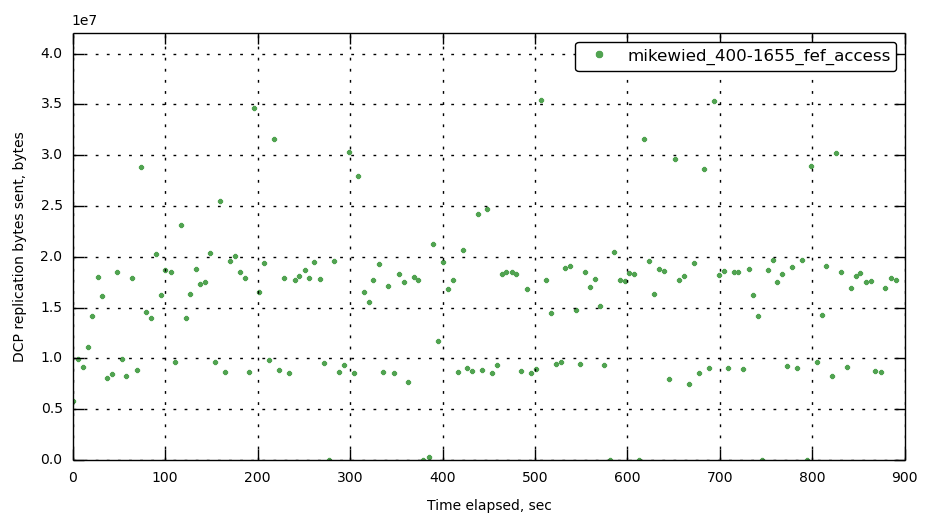 1e7
mikewied_400-1655_fef_access
DCP replication bytes sent, bytes
4.0
3.5
3.0
2.5
2.0
1.5
1.0
0.5
0.0
0 100 200 300 400 500 600 700 800 900
Time elapsed, sec